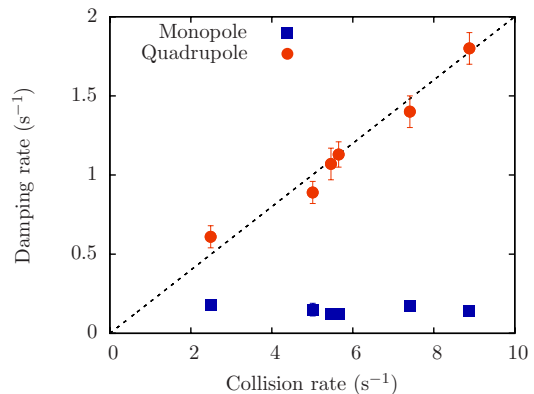 2
Monopole
Quadrupole
1.5
1
0.5
0
Damping rate (s⁻¹)
0 2 4 6 8 10
Collision rate (s⁻¹)